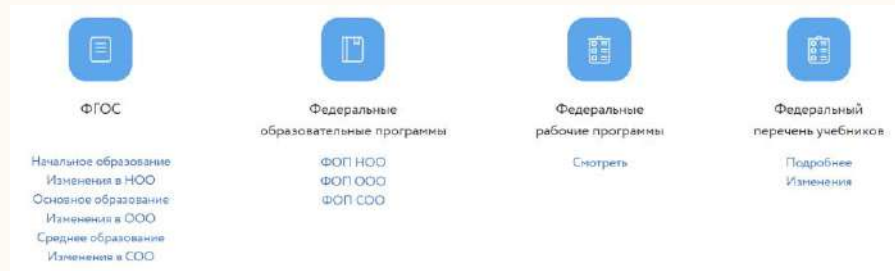 ФГОС
Начальное образование
Изменения в НОО
Основное образование
Изменения в ООО
Среднее образование
Изменения в СОО
Федеральные
образовательные программы
ФОП НОО
ФОП ООО
ФОП СОО
Федеральные
рабочие программы
Смотреть
Федеральный
перечень учебников
Подробнее
Изменения